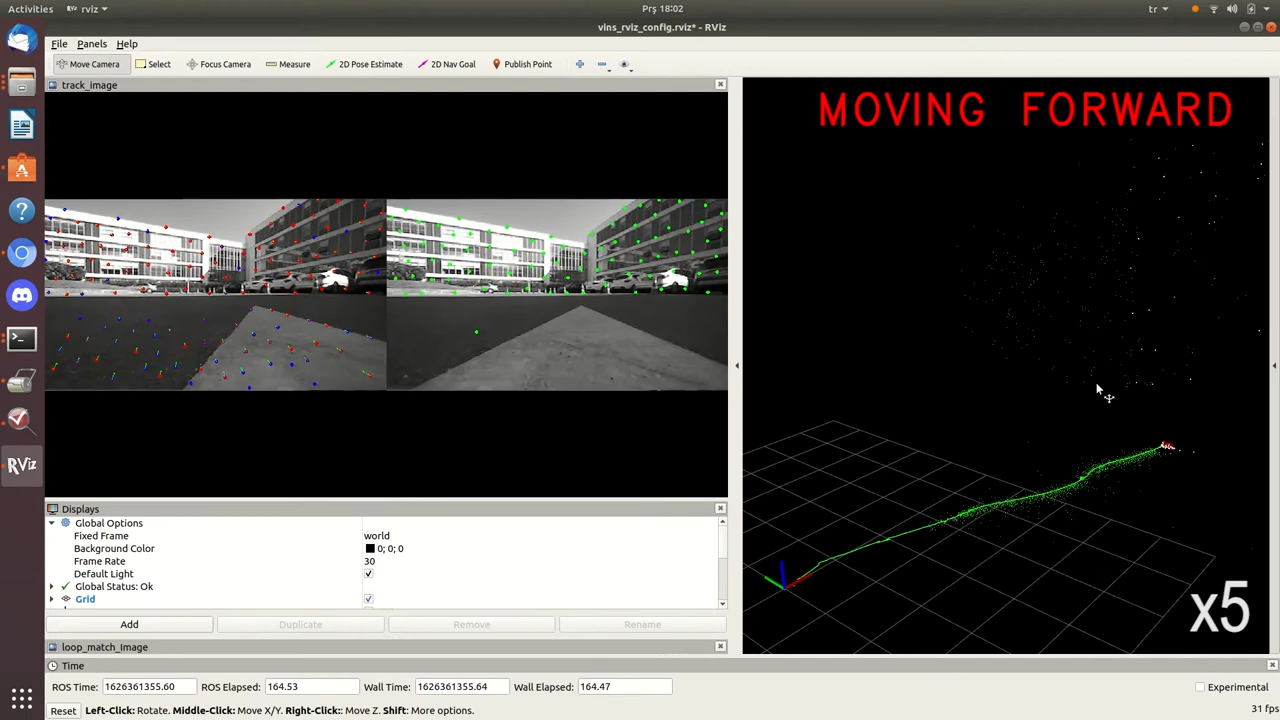 Activities rviz Prş 18:02 tr
vins_rviz_config.rviz* - RViz
File Panels Help
Move Camera Select Focus Camera Measure 2D Pose Estimate 2D Nav Goal Publish Point
track_image
MOVING FORWARD
Displays
Global Options
Fixed Frame world
Background Color 0; 0; 0
Frame Rate 30
Default Light
Global Status: Ok
Grid
Add Duplicate Remove Rename
x5
loop_match_Image
Time
ROS Time: 1626361355.60 ROS Elapsed: 164.53 Wall Time: 1626361355.64 Wall Elapsed: 164.47 Experimental
Reset Left-Click: Rotate. Middle-Click: Move X/Y. Right-Click:: Move Z. Shift: More options. 31 fps
RViz